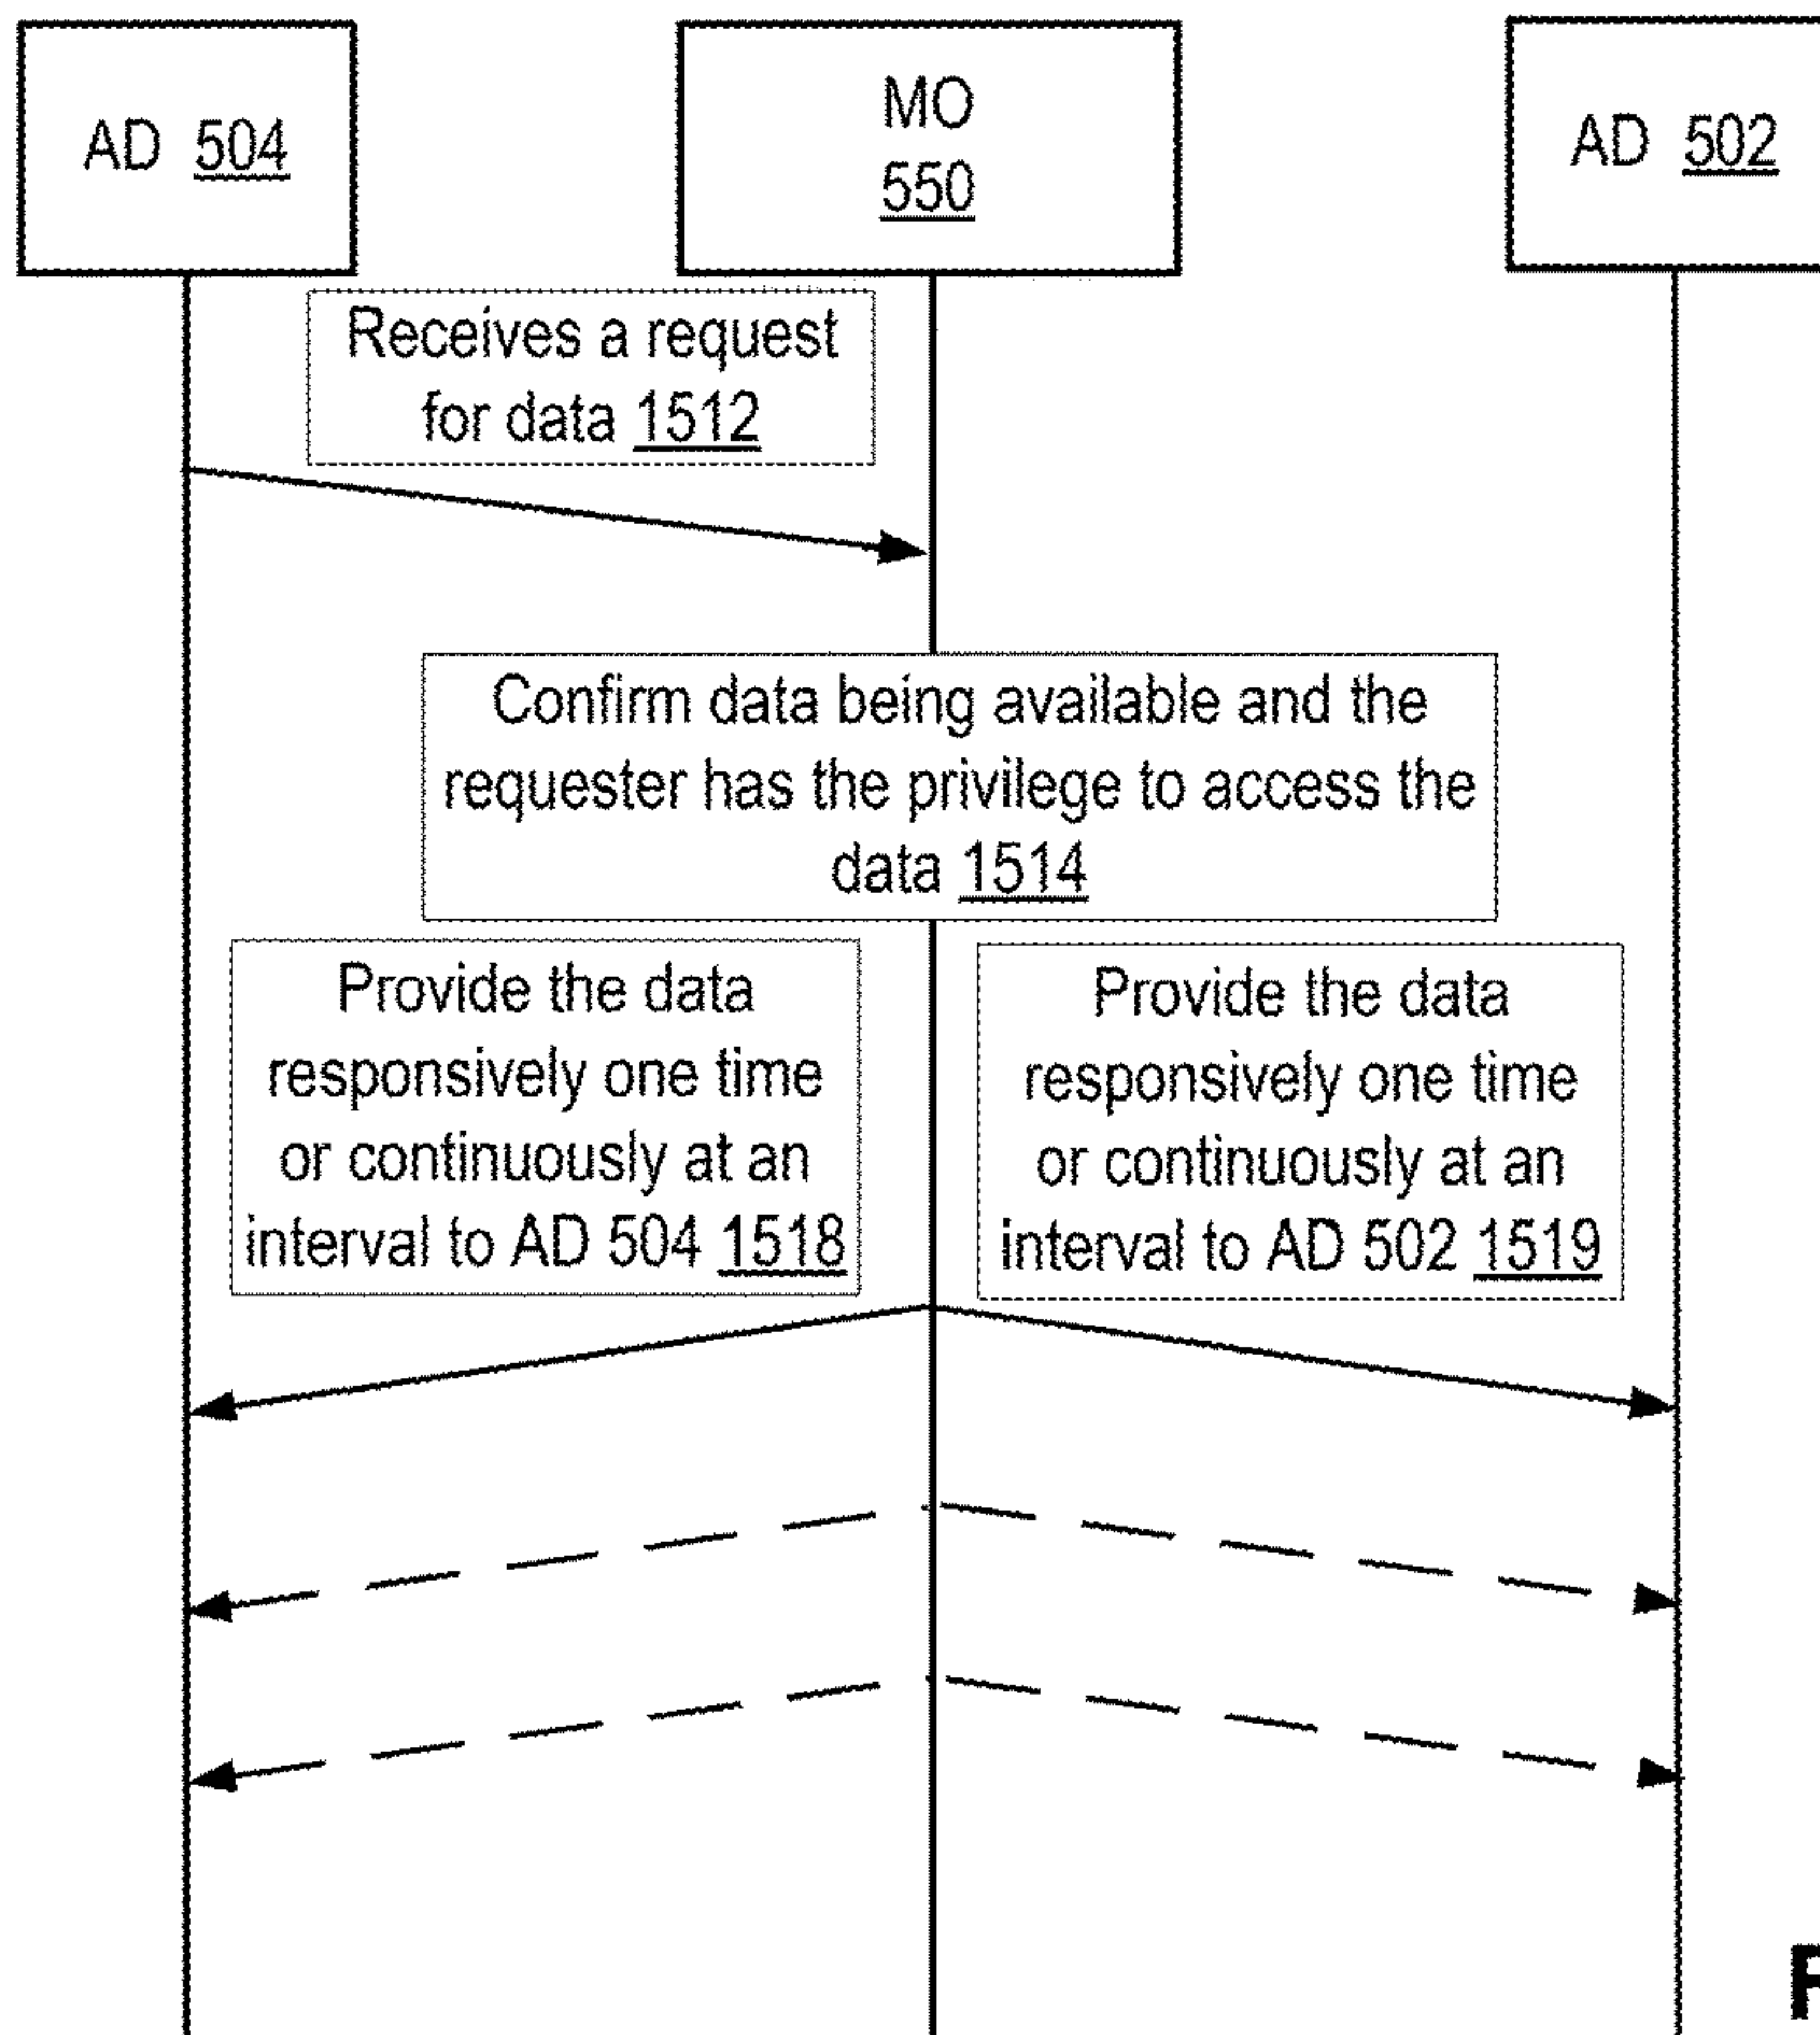 AD 504
MO
550
AD 502
Receives a request
for data 1512
Confirm data being available and the
requester has the privilege to access the
data 1514
Provide the data
responsively one time
or continuously at an
interval to AD 504 1518
Provide the data
responsively one time
or continuously at an
interval to AD 502 1519